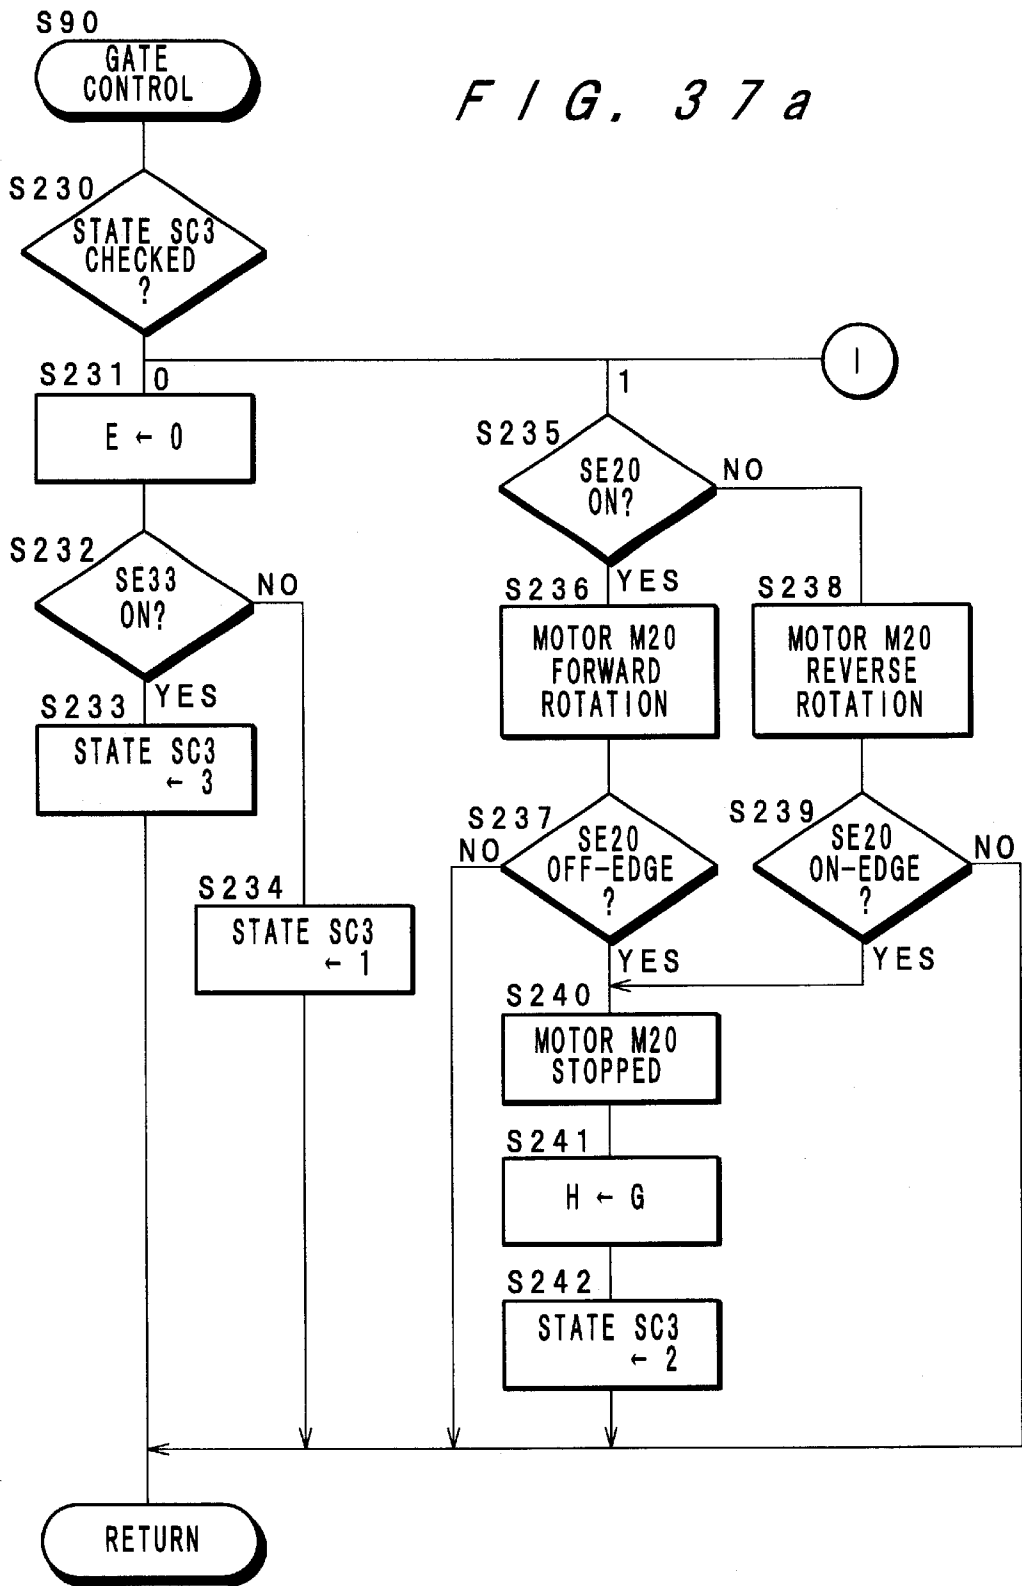 S90
GATE
CONTROL
FIG. 37a
S230
STATE SC3
CHECKED
?
I
S231
0
E ← 0
1
S235
SE20
ON?
NO
YES
S232
SE33
ON?
NO
YES
S233
STATE SC3
← 3
S234
STATE SC3
← 1
S236
MOTOR M20
FORWARD
ROTATION
S238
MOTOR M20
REVERSE
ROTATION
S237
SE20
OFF-EDGE
?
NO
YES
S239
SE20
ON-EDGE
?
NO
YES
S240
MOTOR M20
STOPPED
S241
H ← G
S242
STATE SC3
← 2
RETURN